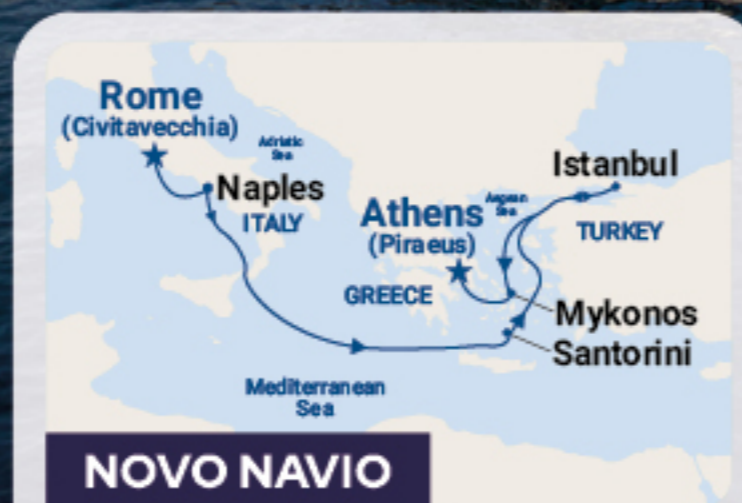 Rome
(Civitavecchia)
Adriatic
Sea
Naples
ITALY
Istanbul
Athens
(Piraeus)
Aegean
Sea
TURKEY
GREECE
Mykonos
Santorini
Mediterranean
Sea
NOVO NAVIO